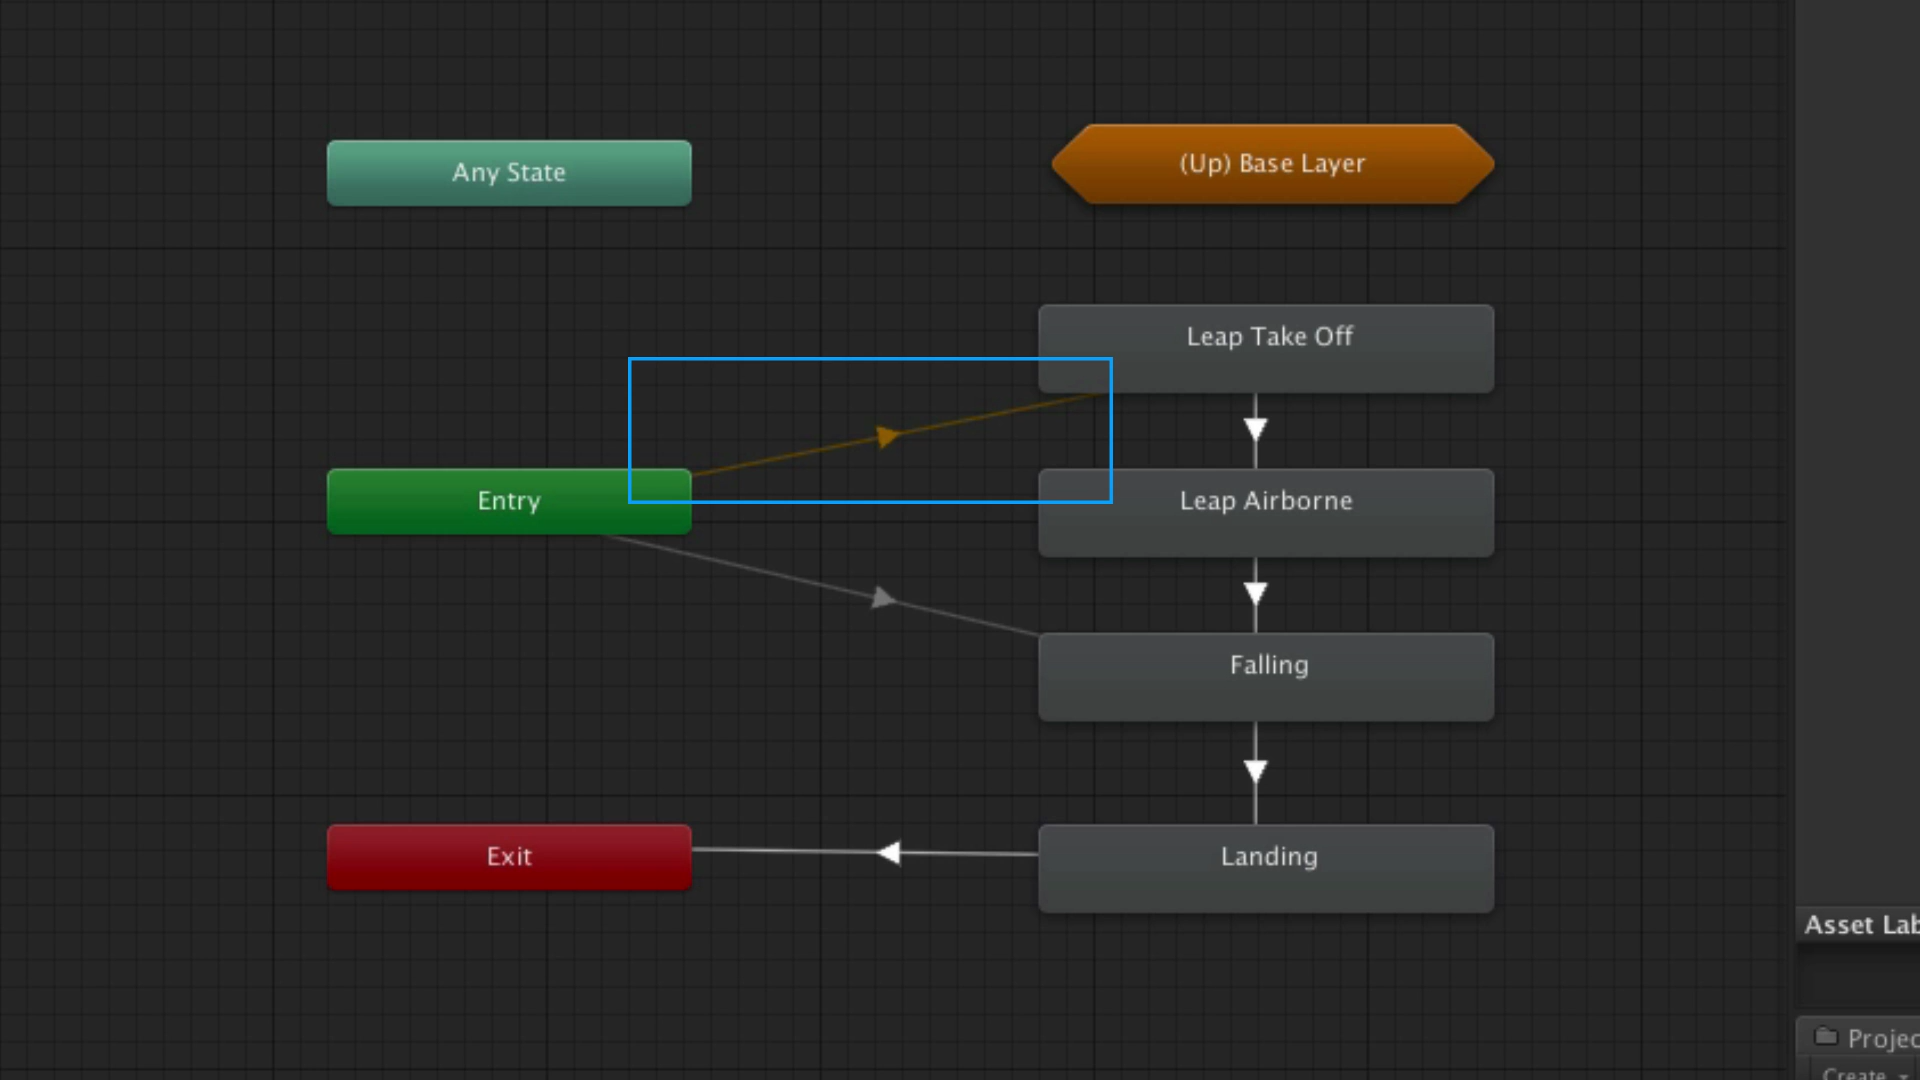 Any State
(Up) Base Layer
Leap Take Off
Entry
Leap Airborne
Falling
Exit
Landing
Asset Lab
Projec
Create